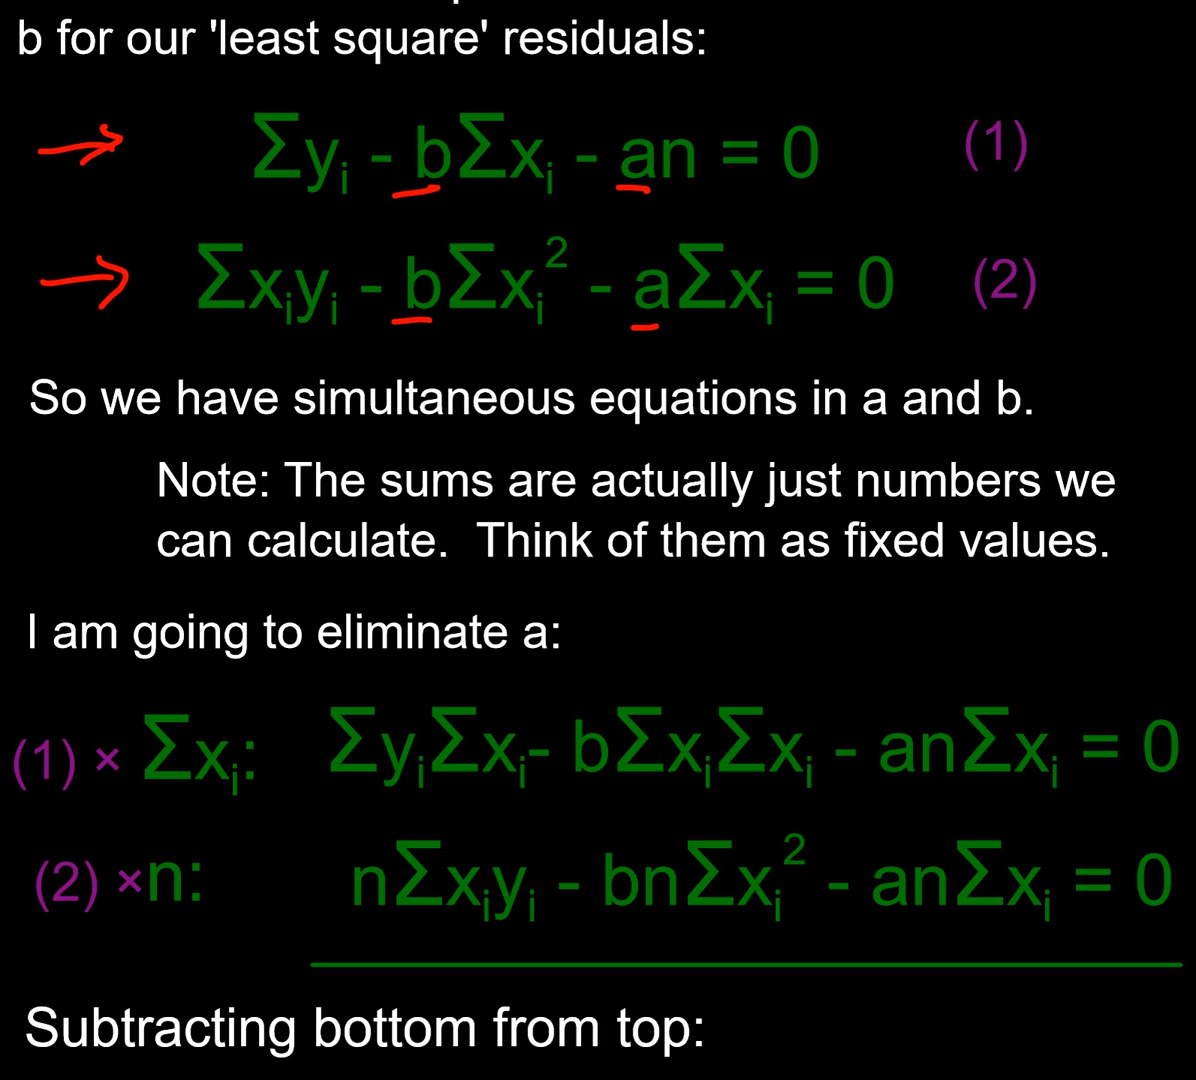 b for our 'least square' residuals:
Σyᵢ - bΣxᵢ - an = 0 (1)
Σxᵢyᵢ - bΣxᵢ² - aΣxᵢ = 0 (2)
So we have simultaneous equations in a and b.
Note: The sums are actually just numbers we
can calculate. Think of them as fixed values.
I am going to eliminate a:
(1) × Σxᵢ: ΣyᵢΣxᵢ- bΣxᵢΣxᵢ - anΣxᵢ = 0
(2) ×n: nΣxᵢyᵢ - bnΣxᵢ² - anΣxᵢ = 0
Subtracting bottom from top: